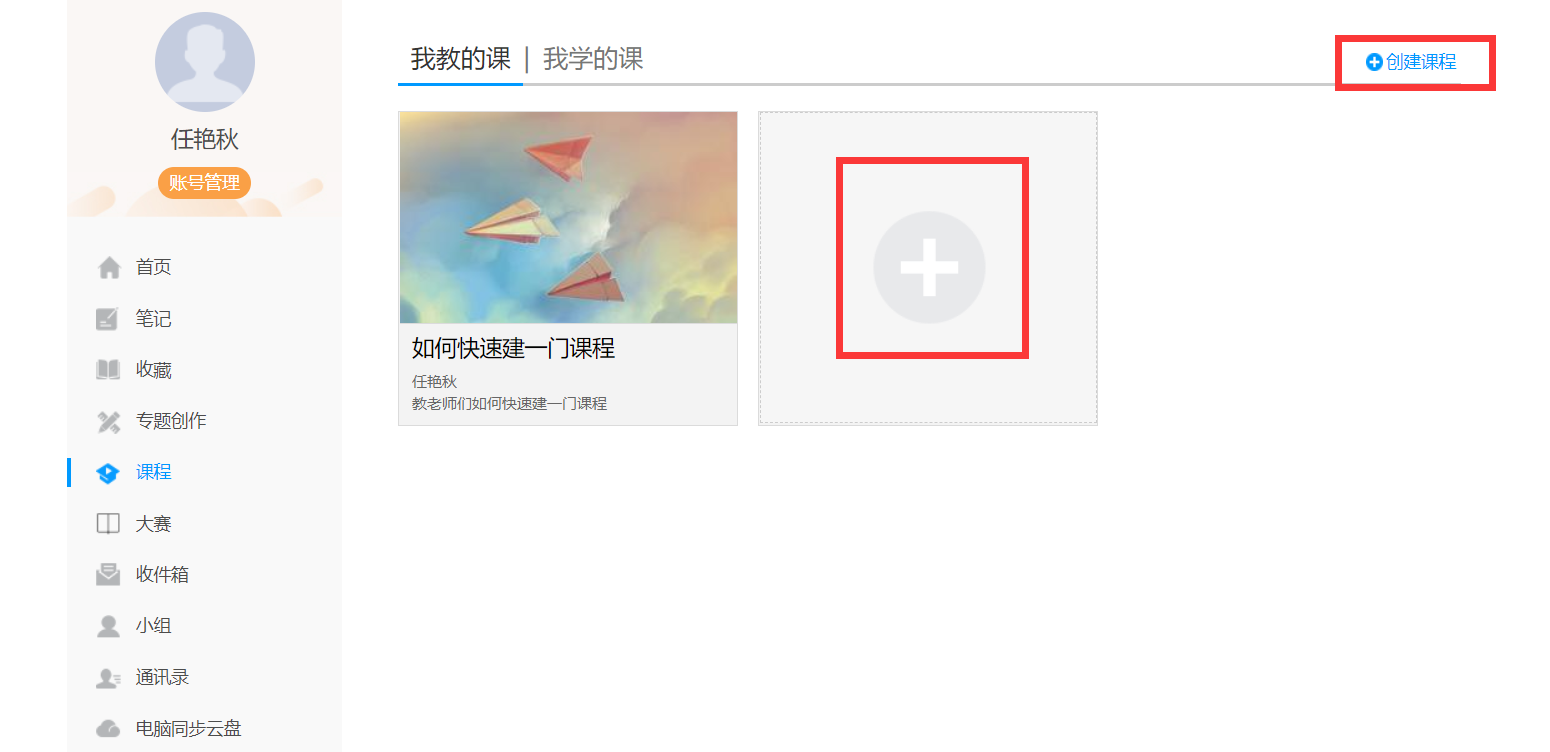 任艳秋
账号管理
首页
笔记
收藏
专题创作
课程
大赛
收件箱
小组
通讯录
电脑同步云盘
我教的课 | 我学的课
创建课程
如何快速建一门课程
任艳秋
教老师们如何快速建一门课程